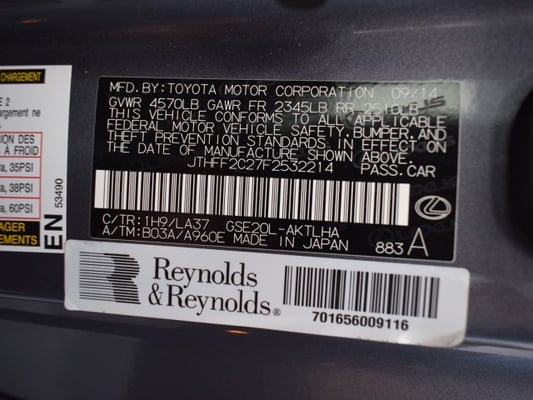 CHARGEMENT
E 2
hargement ne
ION DES
À FROID
a, 35PSI
a, 38PSI
a, 60PSI
AGER
EMENTS
EN
53490
MFD.BY:TOYOTA MOTOR CORPORATION 09/14
GVWR 4570LB GAWR FR 2345LB RR 2510LB
THIS VEHICLE CONFORMS TO ALL APPLICABLE
FEDERAL MOTOR VEHICLE SAFETY,BUMPER,AND
THEFT PREVENTION STANDARDS IN EFFECT ON
THE DATE OF MANUFACTURE SHOWN ABOVE.
JTHFF2C27F2532214 PASS.CAR
C/TR:1H9/LA37 GSE20L-AKTLHA
A/TM:B03A/A960E MADE IN JAPAN 883 A
Reynolds
& Reynolds®
701656009116